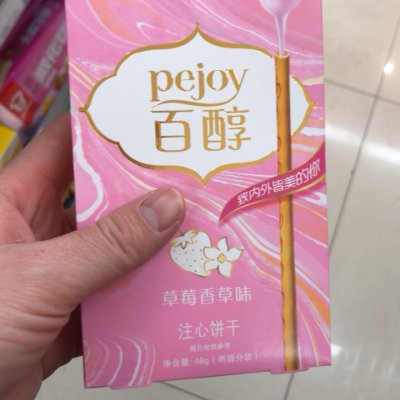 pejoy
百醇
致内外皆美的你
草莓香草味
注心饼干
图片仅供参考
净含量: 48g (两袋分装)